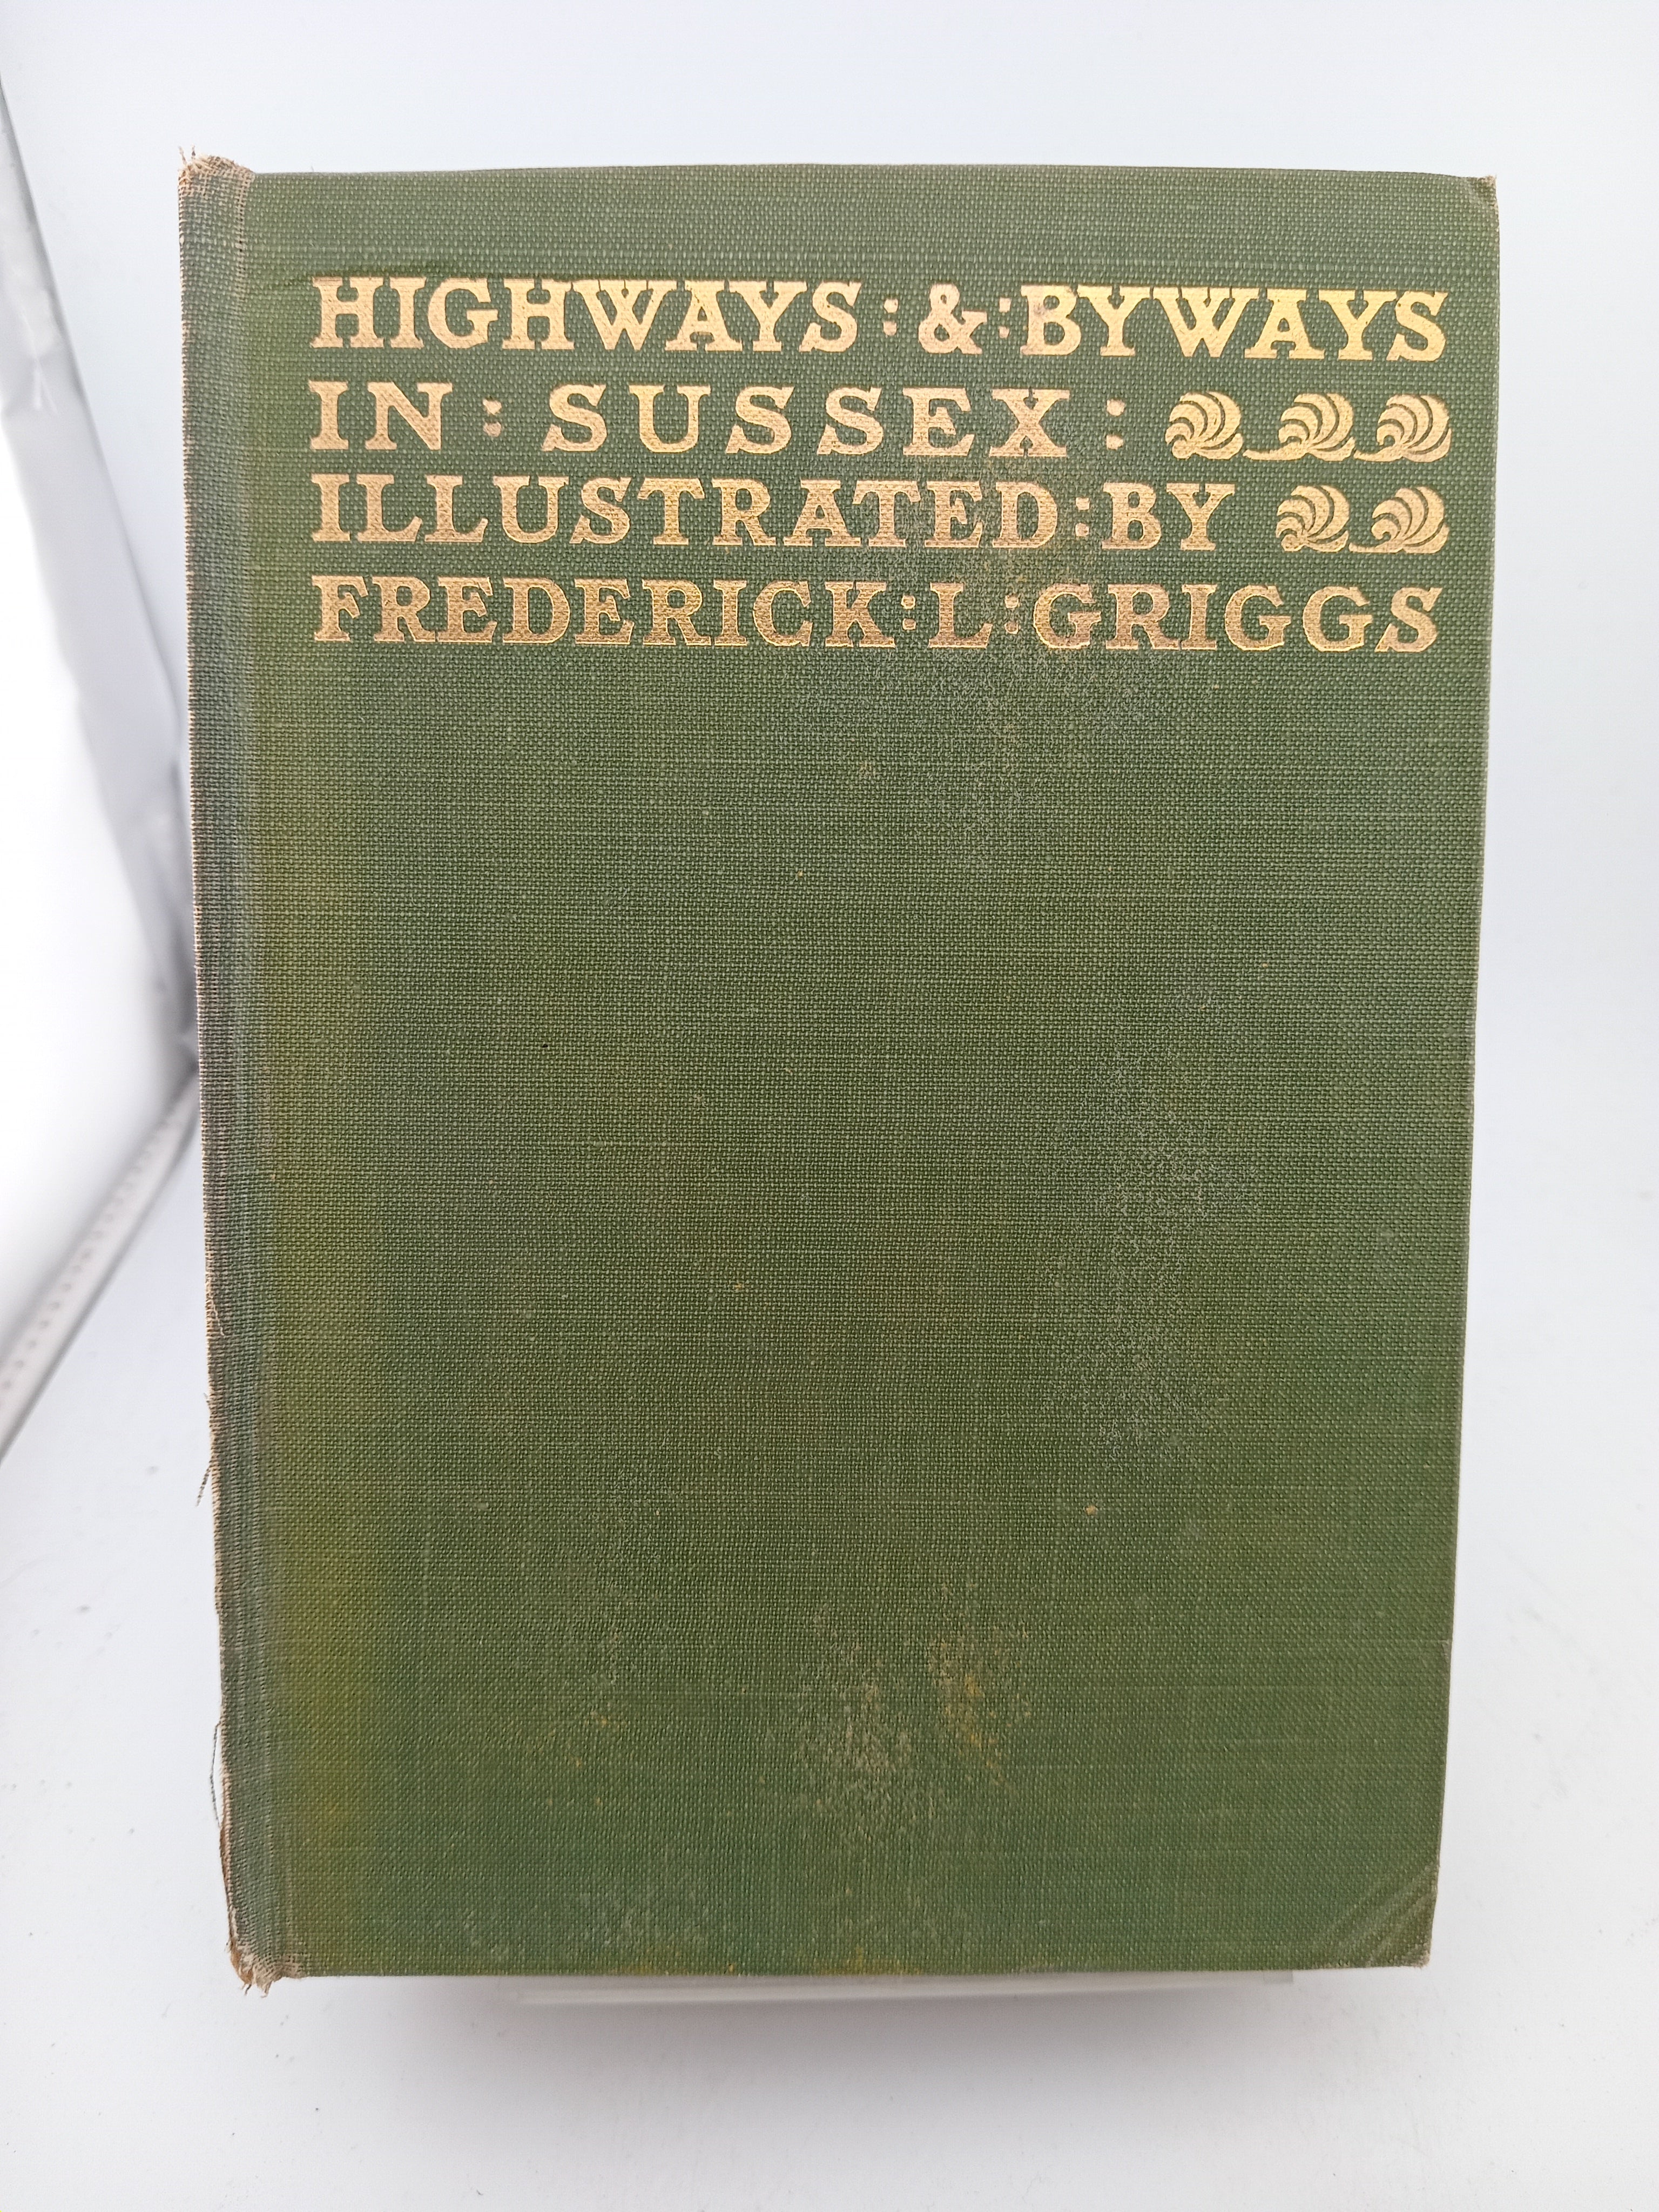 HIGHWAYS : & : BYWAYS
IN : SUSSEX :
ILLUSTRATED : BY
FREDERICK : L : GRIGGS